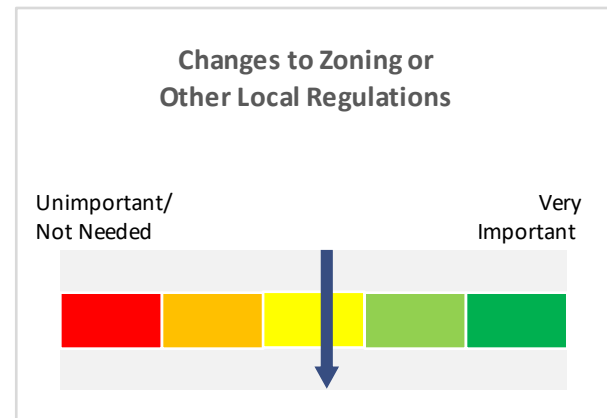 Changes to Zoning or
Other Local Regulations
Unimportant/
Not Needed
Very
Important